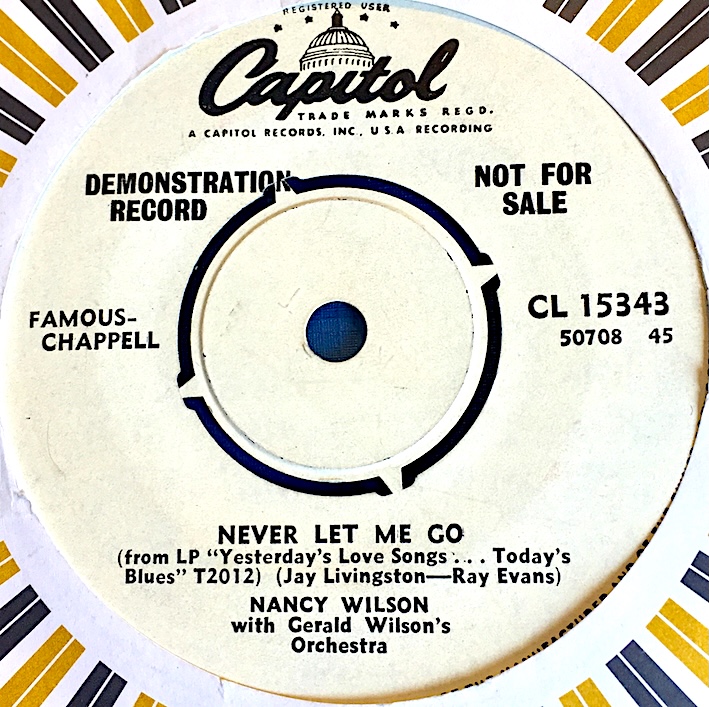 REGISTERED USER
Capitol
TRADE MARKS REGD.
A CAPITOL RECORDS, INC., U.S.A. RECORDING
DEMONSTRATION
RECORD
NOT FOR
SALE
FAMOUS-
CHAPPELL
CL 15343
50708 45
NEVER LET ME GO
(from LP "Yesterday's Love Songs . . . Today's
Blues" T2012) (Jay Livingston—Ray Evans)
NANCY WILSON
with Gerald Wilson's
Orchestra